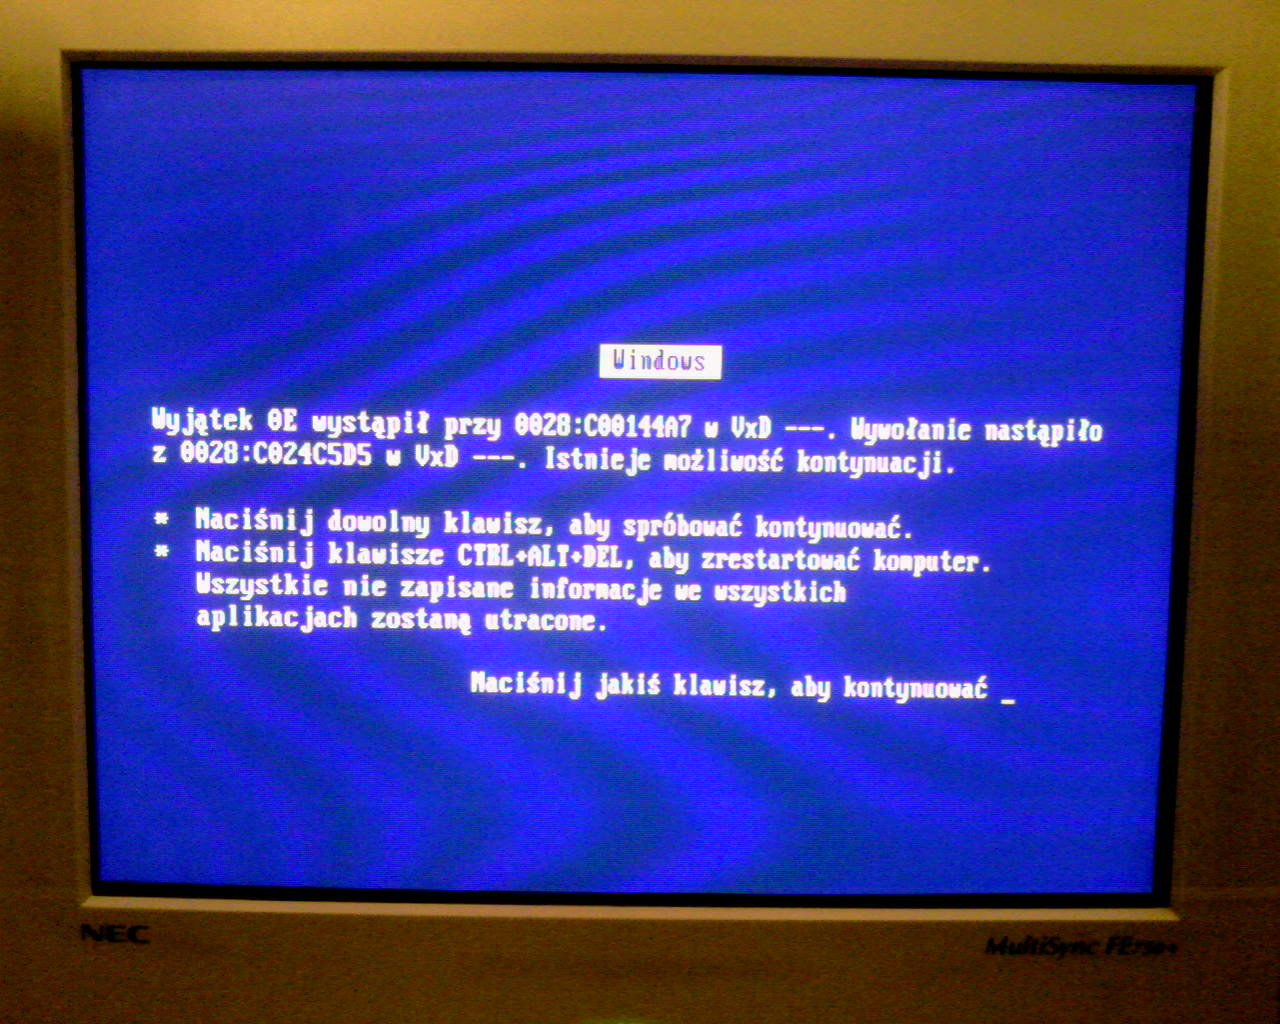 Windows
Wyjątek 0E wystąpił przy 0028:C00144A7 w VxD ---. Wywołanie nastąpiło
z 0028:C024C5D5 w VxD ---. Istnieje możliwość kontynuacji.
* Naciśnij dowolny klawisz, aby spróbować kontynuować.
* Naciśnij klawisze CTRL+ALT+DEL, aby zrestartować komputer.
Wszystkie nie zapisane informacje we wszystkich
aplikacjach zostaną utracone.
Naciśnij jakiś klawisz, aby kontynuować _
NEC
MultiSync